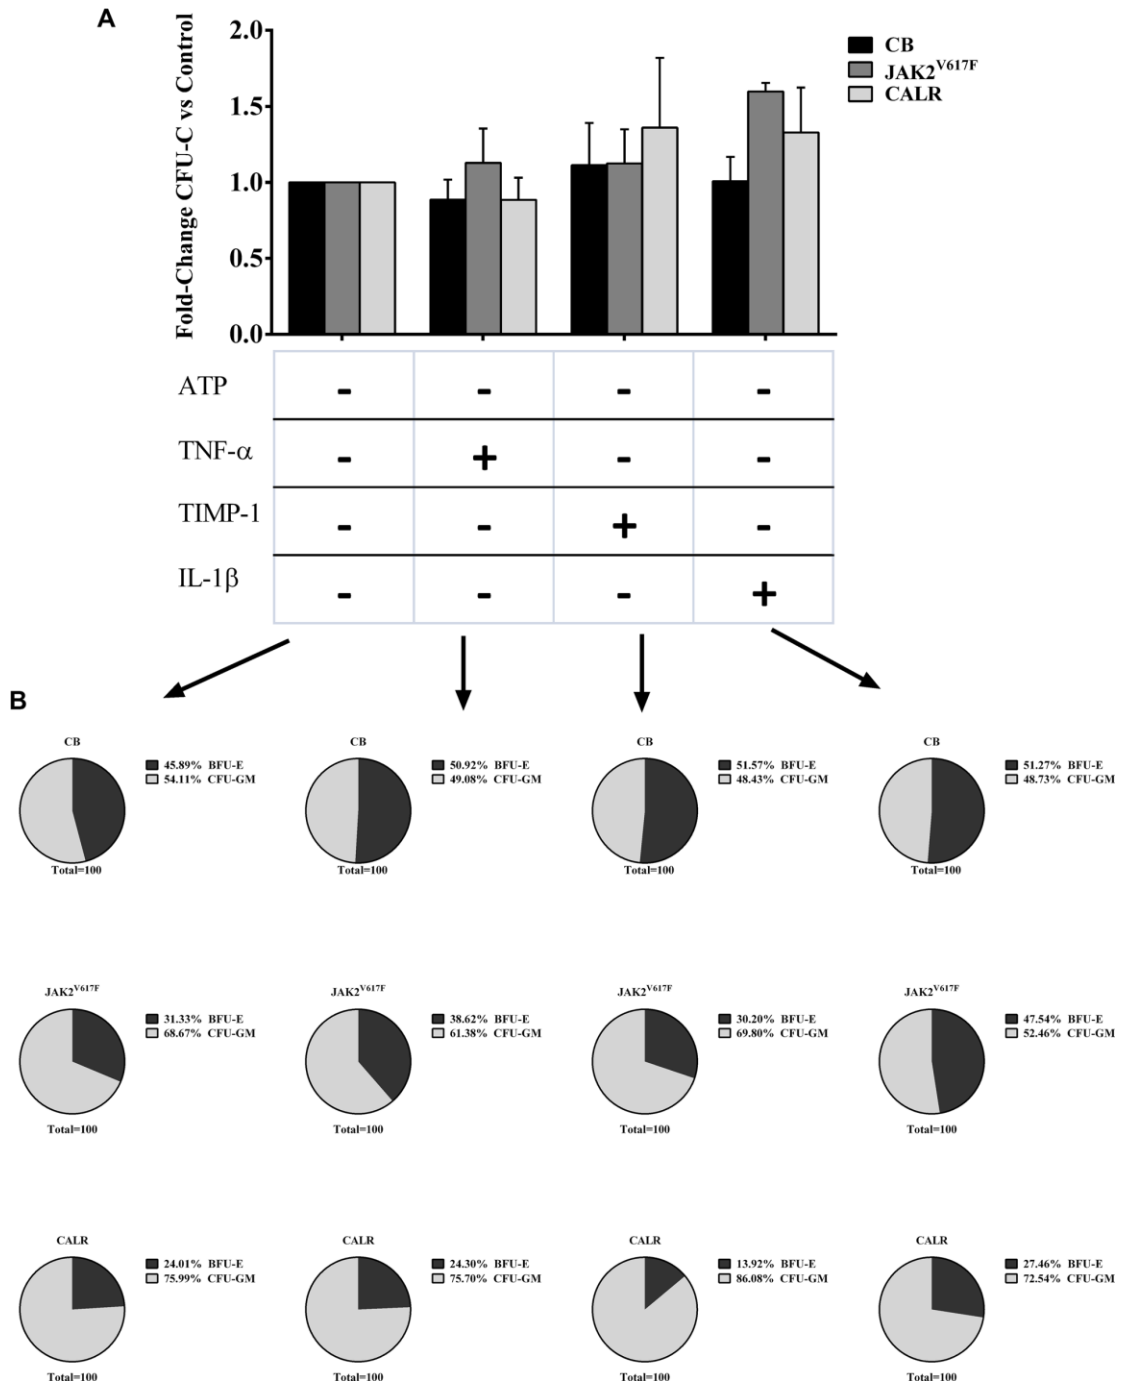 A
Fold-Change CFU-C vs Control
2.0
1.5
1.0
0.5
0.0
CB
JAK2V617F
CALR
ATP - - - -
TNF-α - + - -
TIMP-1 - - + -
IL-1β - - - +
B
CB
45.89% BFU-E
54.11% CFU-GM
Total=100
CB
50.92% BFU-E
49.08% CFU-GM
Total=100
CB
51.57% BFU-E
48.43% CFU-GM
Total=100
CB
51.27% BFU-E
48.73% CFU-GM
Total=100
JAK2V617F
31.33% BFU-E
68.67% CFU-GM
Total=100
JAK2V617F
38.62% BFU-E
61.38% CFU-GM
Total=100
JAK2V617F
30.20% BFU-E
69.80% CFU-GM
Total=100
JAK2V617F
47.54% BFU-E
52.46% CFU-GM
Total=100
CALR
24.01% BFU-E
75.99% CFU-GM
Total=100
CALR
24.30% BFU-E
75.70% CFU-GM
Total=100
CALR
13.92% BFU-E
86.08% CFU-GM
Total=100
CALR
27.46% BFU-E
72.54% CFU-GM
Total=100